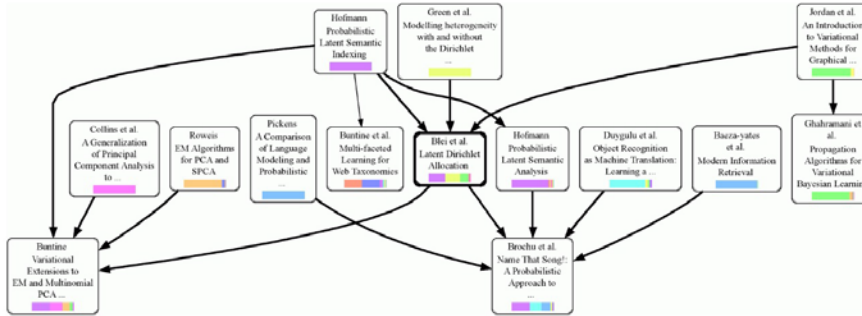 Hofmann
Probabilistic
Latent Semantic
Indexing
Green et al.
Modelling heterogeneity
with and without
the Dirichlet
...
Jordan et al.
An Introduction
to Variational
Methods for
Graphical ...
Collins et al.
A Generalization
of Principal
Component Analysis
to ...
Roweis
EM Algorithms
for PCA and
SPCA
Pickens
A Comparison
of Language
Modeling and
Probabilistic
...
Buntine et al.
Multi-faceted
Learning for
Web Taxonomies
Blei et al.
Latent Dirichlet
Allocation
Hofmann
Probabilistic
Latent Semantic
Analysis
Duygulu et al.
Object Recognition
as Machine Translation:
Learning a ...
Baeza-yates
et al.
Modern Information
Retrieval
Ghahramani et
al.
Propagation
Algorithms for
Variational
Bayesian Learning
Buntine
Variational
Extensions to
EM and Multinomial
PCA ...
Brochu et al.
Name That Song!:
A Probabilistic
Approach to
...